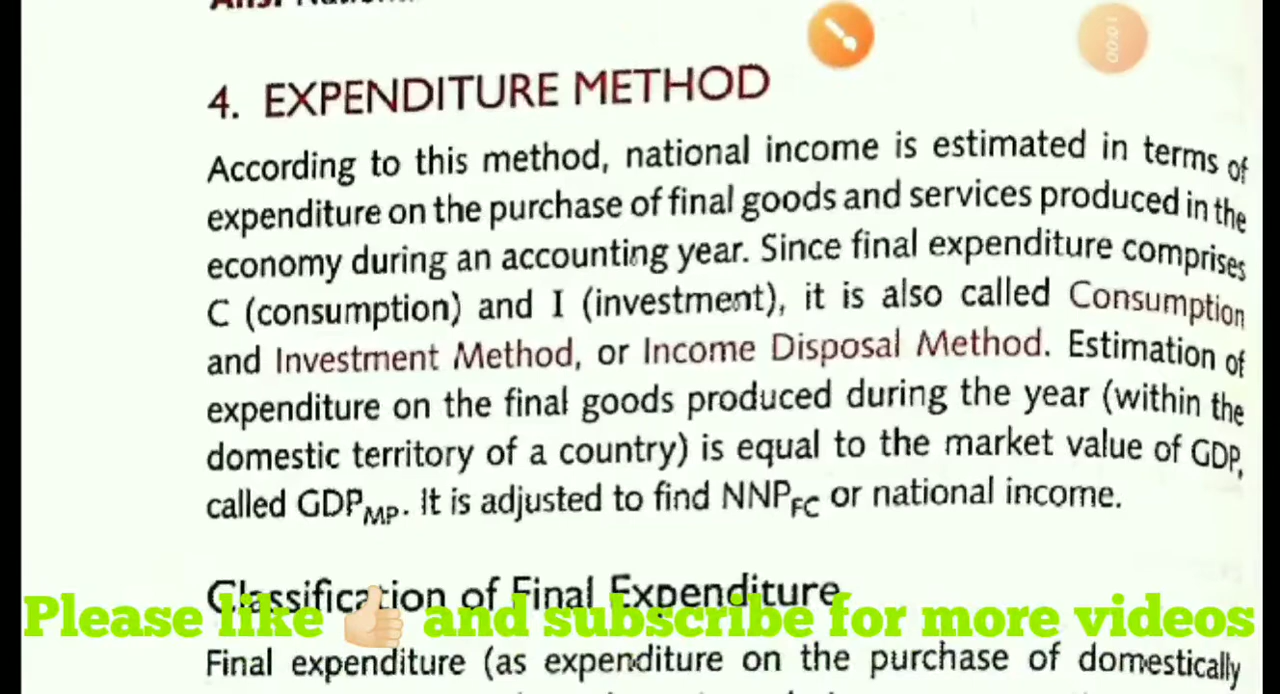 4. EXPENDITURE METHOD
00:01
According to this method, national income is estimated in terms of
expenditure on the purchase of final goods and services produced in the
economy during an accounting year. Since final expenditure comprises
C (consumption) and I (investment), it is also called Consumption
and Investment Method, or Income Disposal Method. Estimation of
expenditure on the final goods produced during the year (within the
domestic territory of a country) is equal to the market value of GDP,
called GDPMP. It is adjusted to find NNPFC or national income.
Classification of Final Expenditure
Please like 👍🏻 and subscribe for more videos
Final expenditure (as expenditure on the purchase of domestically